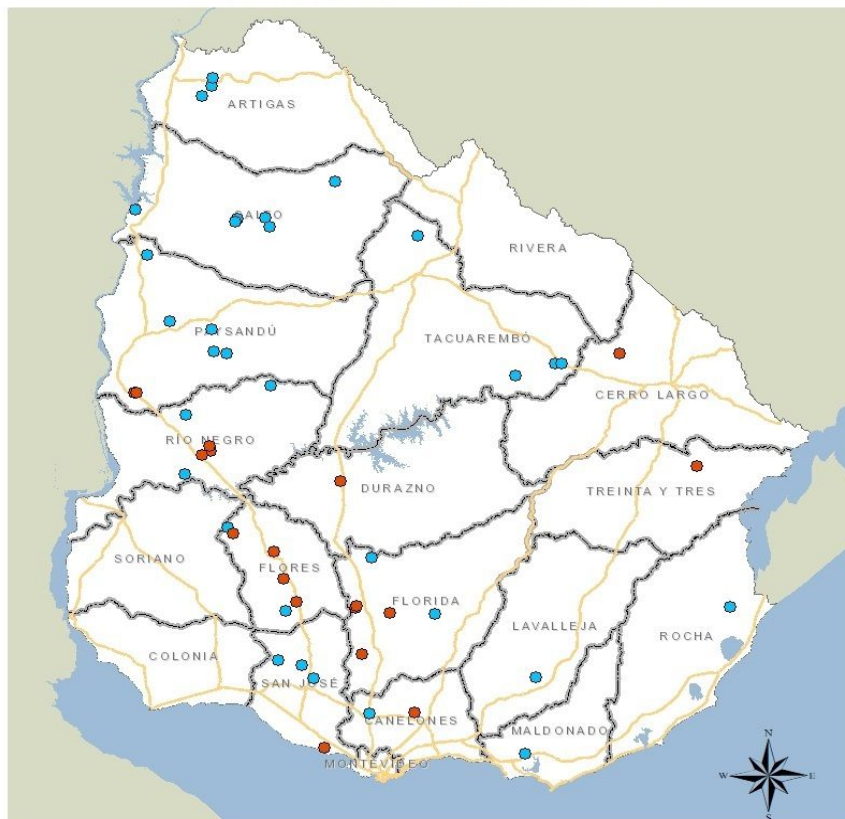 ARTIGAS
SALTO
RIVERA
PAYSANDÚ
TACUAREMBÓ
CERRO LARGO
RÍO NEGRO
DURAZNO
TREINTA Y TRES
SORIANO
FLORES
FLORIDA
LAVALLEJA
ROCHA
COLONIA
SAN JOSÉ
CANELONES
MALDONADO
MONTEVIDEO
N
W E
S